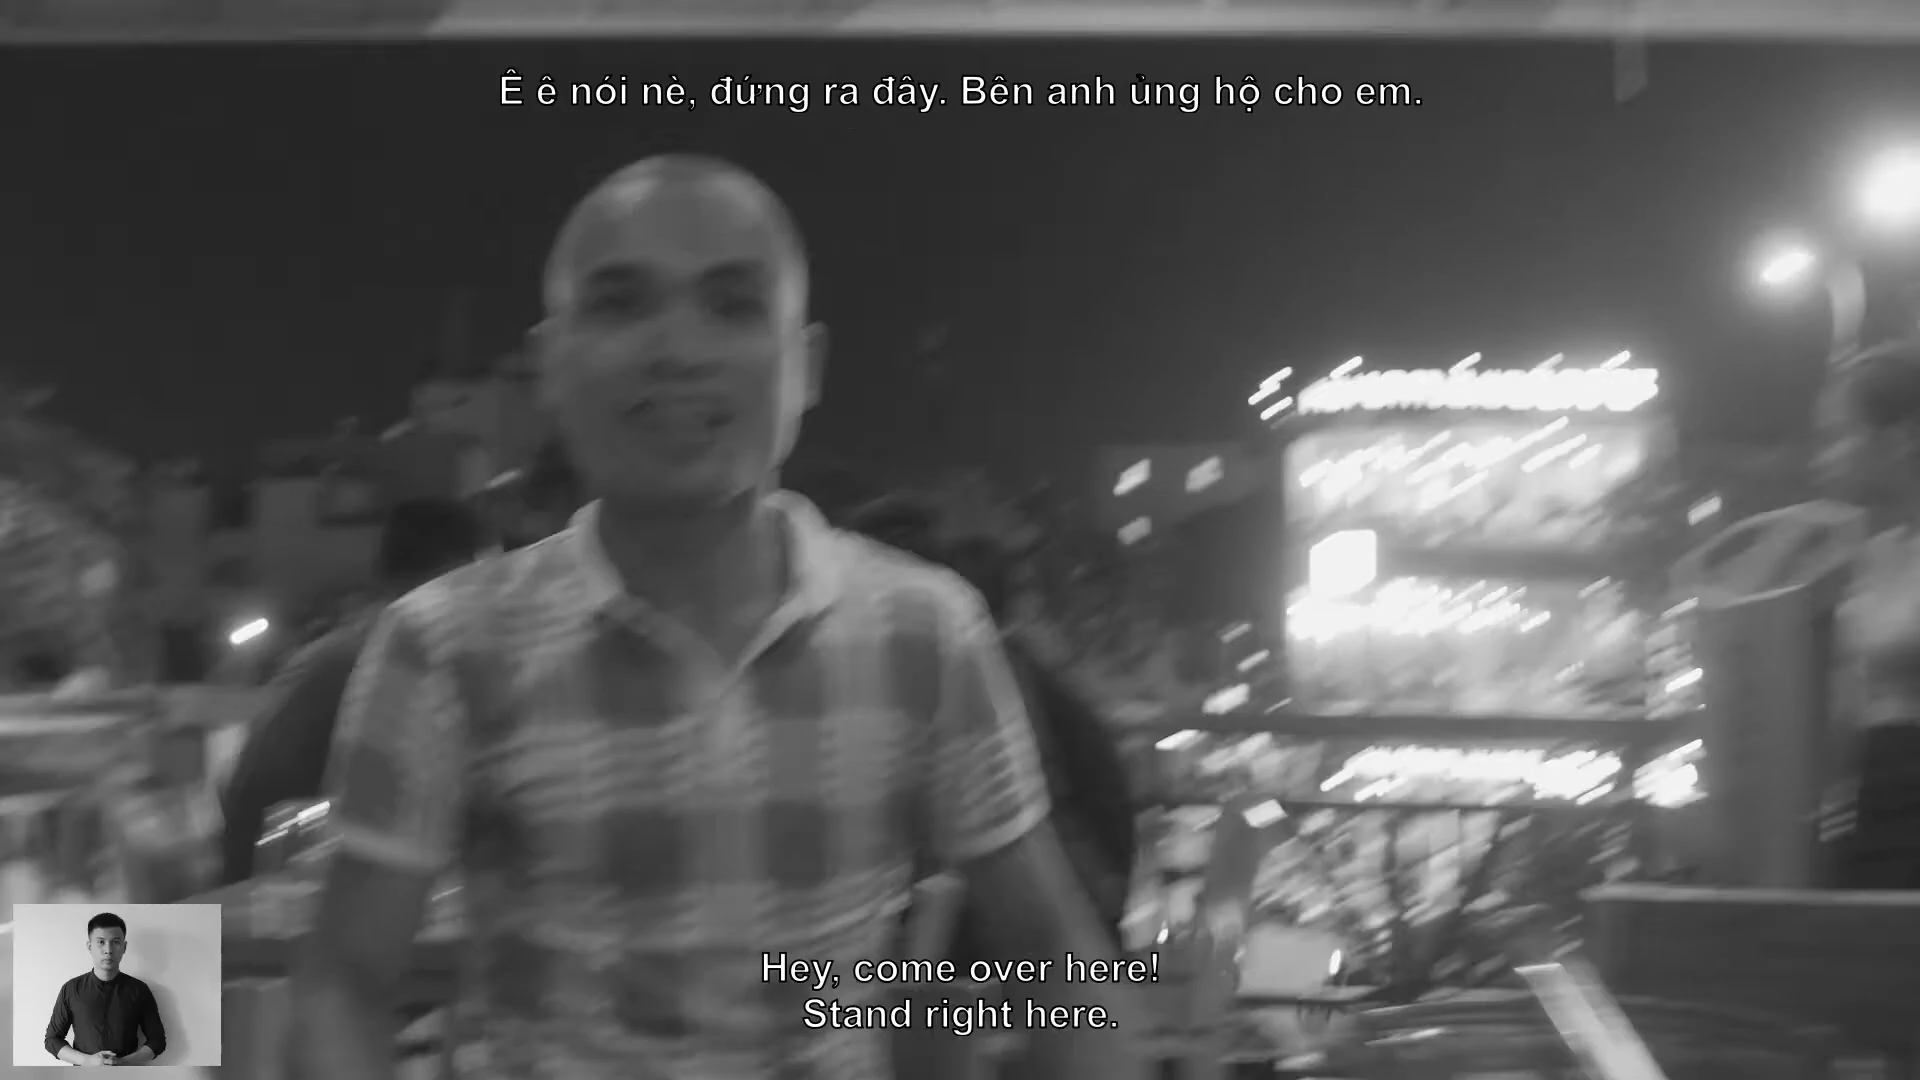 Ê ê nói nè, đứng ra đây. Bên anh ủng hộ cho em.
Hey, come over here!
Stand right here.